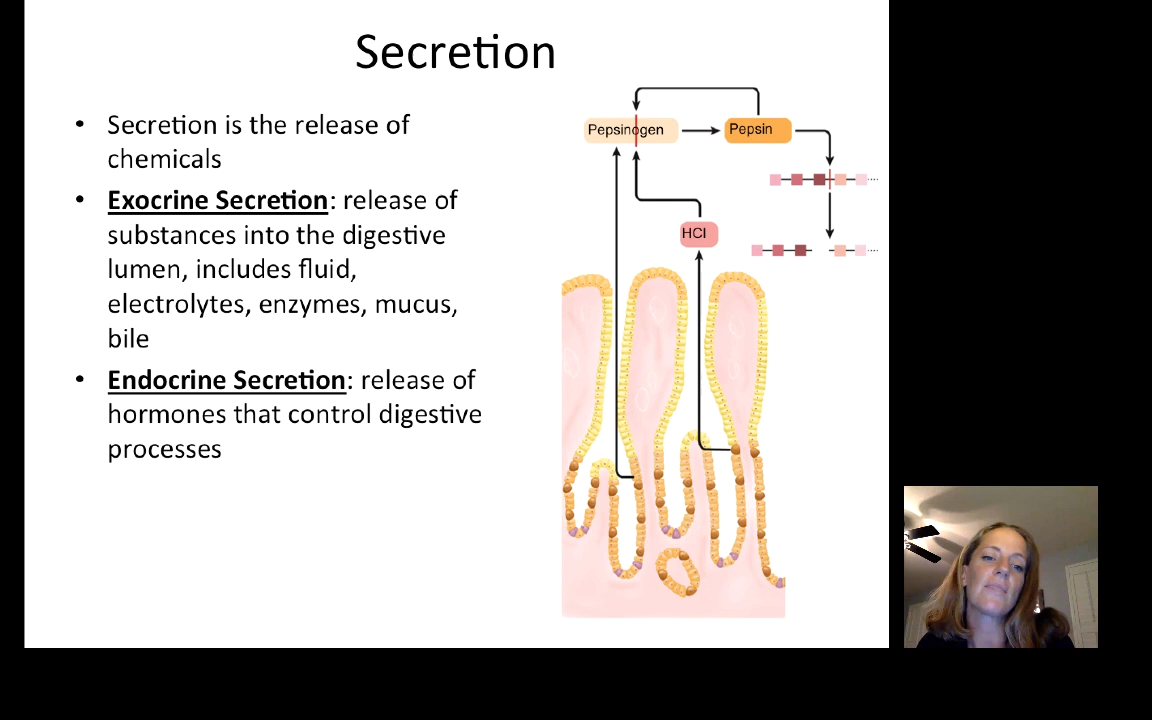 Secretion
• Secretion is the release of
chemicals
• Exocrine Secretion: release of
substances into the digestive
lumen, includes fluid,
electrolytes, enzymes, mucus,
bile
• Endocrine Secretion: release of
hormones that control digestive
processes
Pepsinogen
Pepsin
HCl